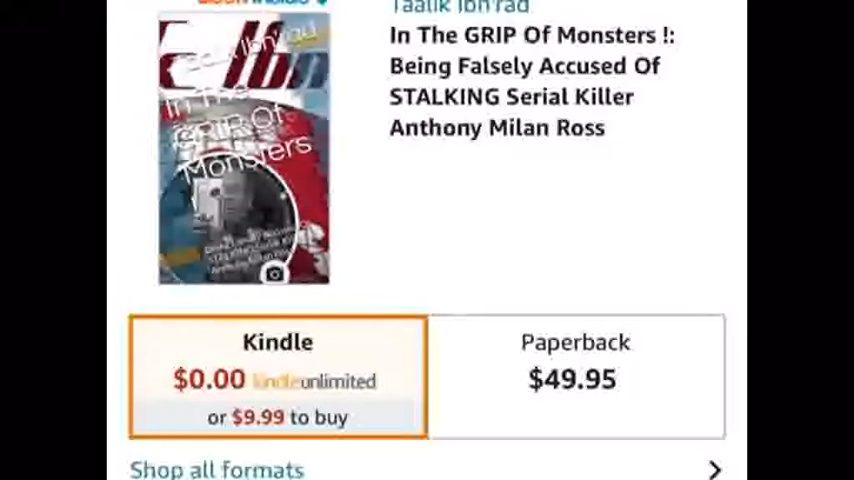 Taalik Ibn'rad
In The GRIP Of Monsters !:
Being Falsely Accused Of
STALKING Serial Killer
Anthony Milan Ross
In The
GRIP Of
Monsters
!
Kindle
$0.00 kindleunlimited
or $9.99 to buy
Paperback
$49.95
Shop all formats